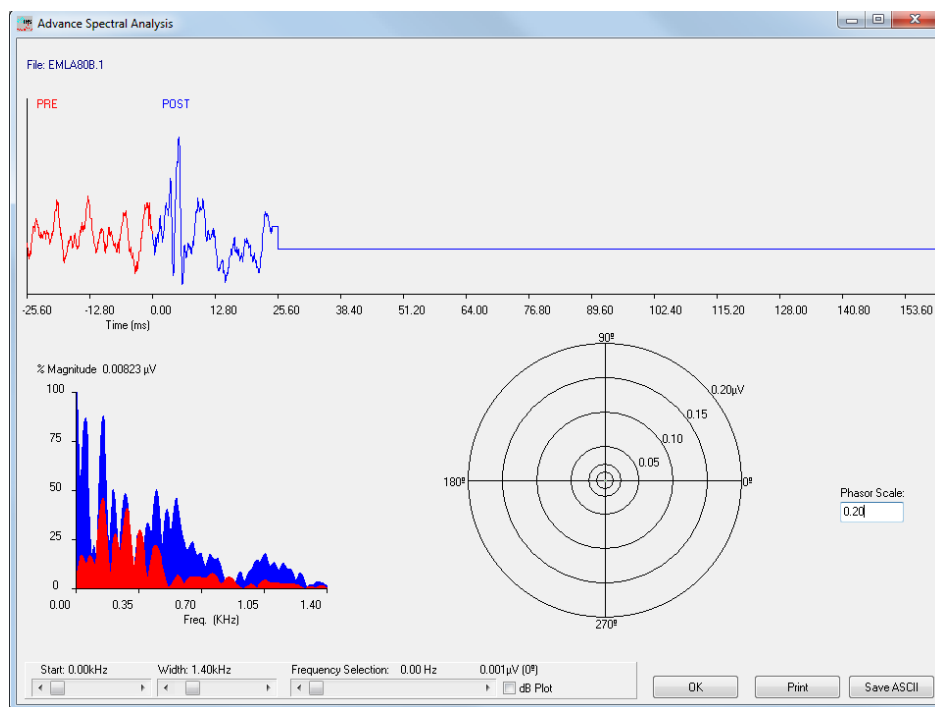 Advance Spectral Analysis
File: EMLA80B.1
PRE POST
-25.60 -12.80 0.00 12.80 25.60 38.40 51.20 64.00 76.80 89.60 102.40 115.20 128.00 140.80 153.60
Time (ms)
% Magnitude 0.00823 µV
100
75
50
25
0
0.00 0.35 0.70 1.05 1.40
Freq. (KHz)
90º
0.20µV
0.15
0.10
0.05
180º
0º
270º
Phasor Scale:
0.20
Start: 0.00kHz Width: 1.40kHz Frequency Selection: 0.00 Hz 0.001µV (0º)
dB Plot
OK Print Save ASCII